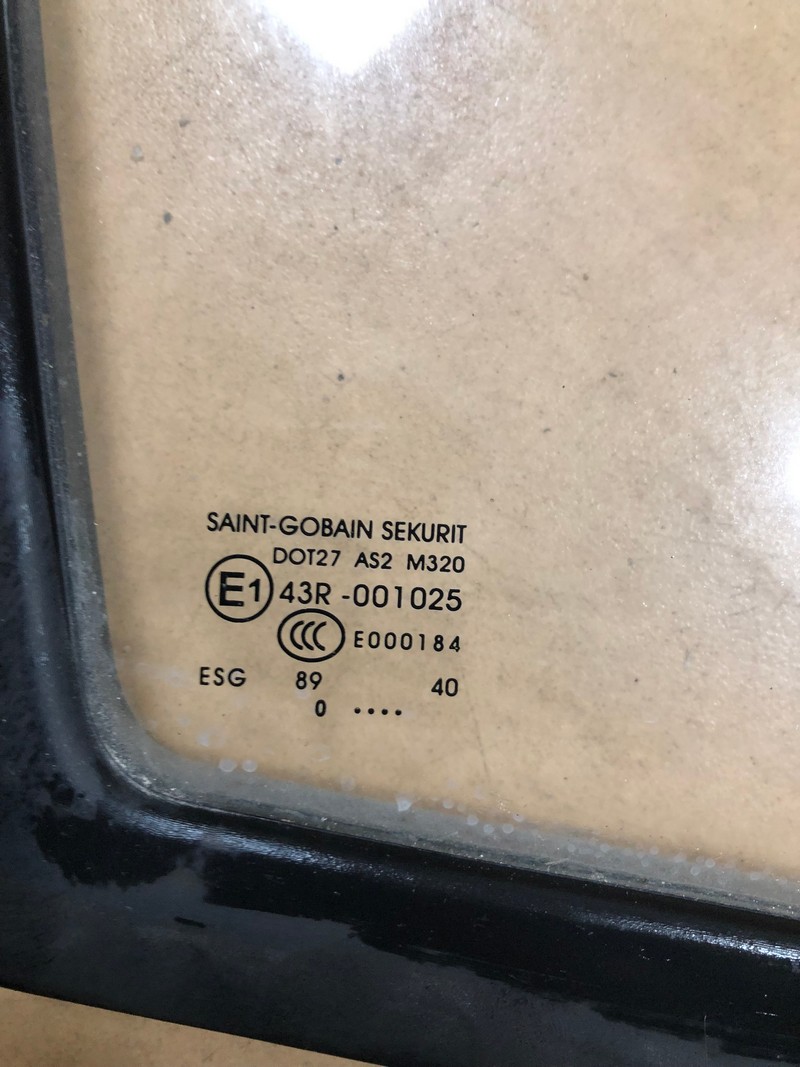 SAINT-GOBAIN SEKURIT
DOT27 AS2 M320
E1 43R -001025
CCC E000184
ESG 89 40
0 ....